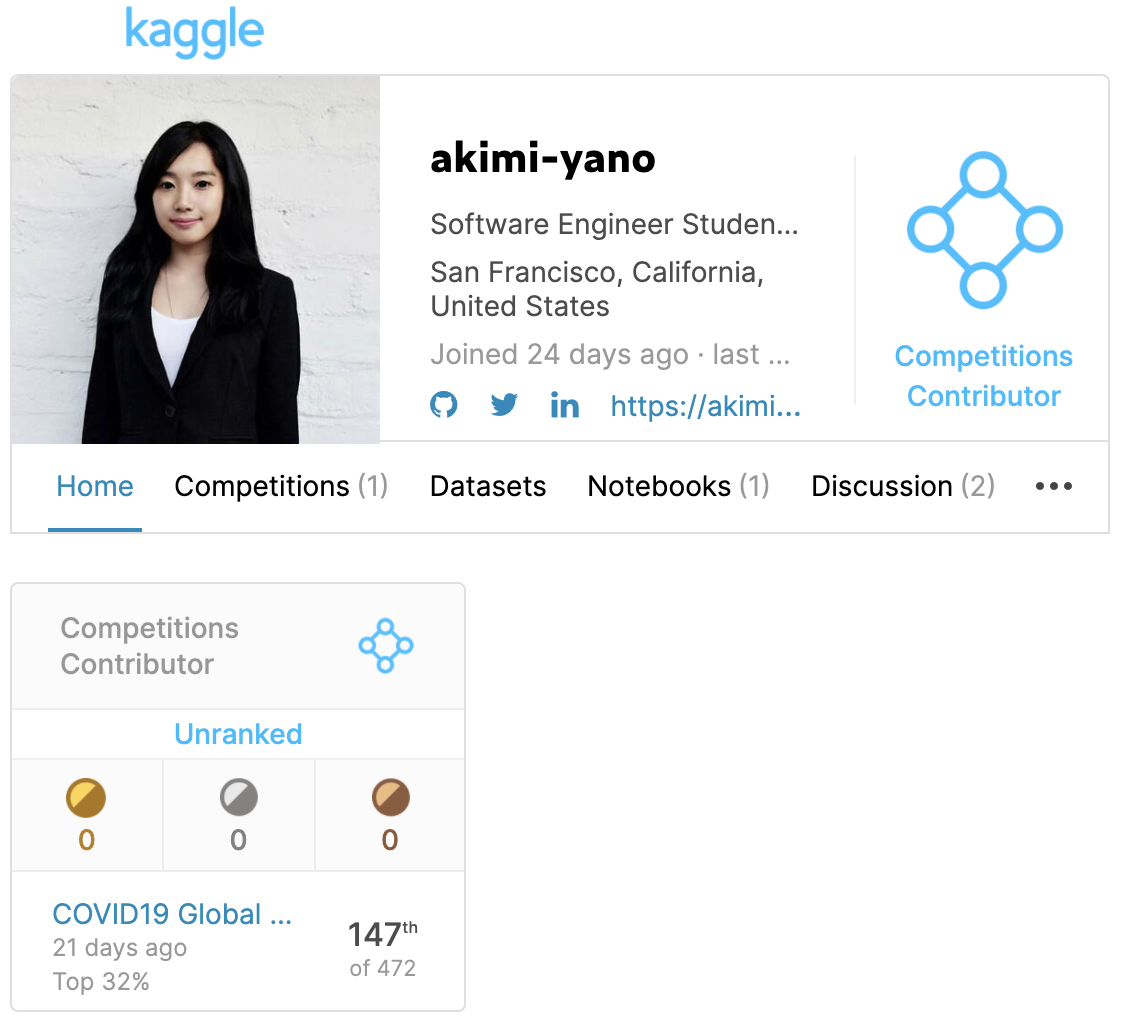 kaggle
akimi-yano
Software Engineer Studen...
San Francisco, California,
United States
Joined 24 days ago · last ...
https://akimi...
Competitions
Contributor
Home Competitions (1) Datasets Notebooks (1) Discussion (2)
Competitions
Contributor
Unranked
0 0 0
COVID19 Global ...
21 days ago
Top 32%
147th
of 472